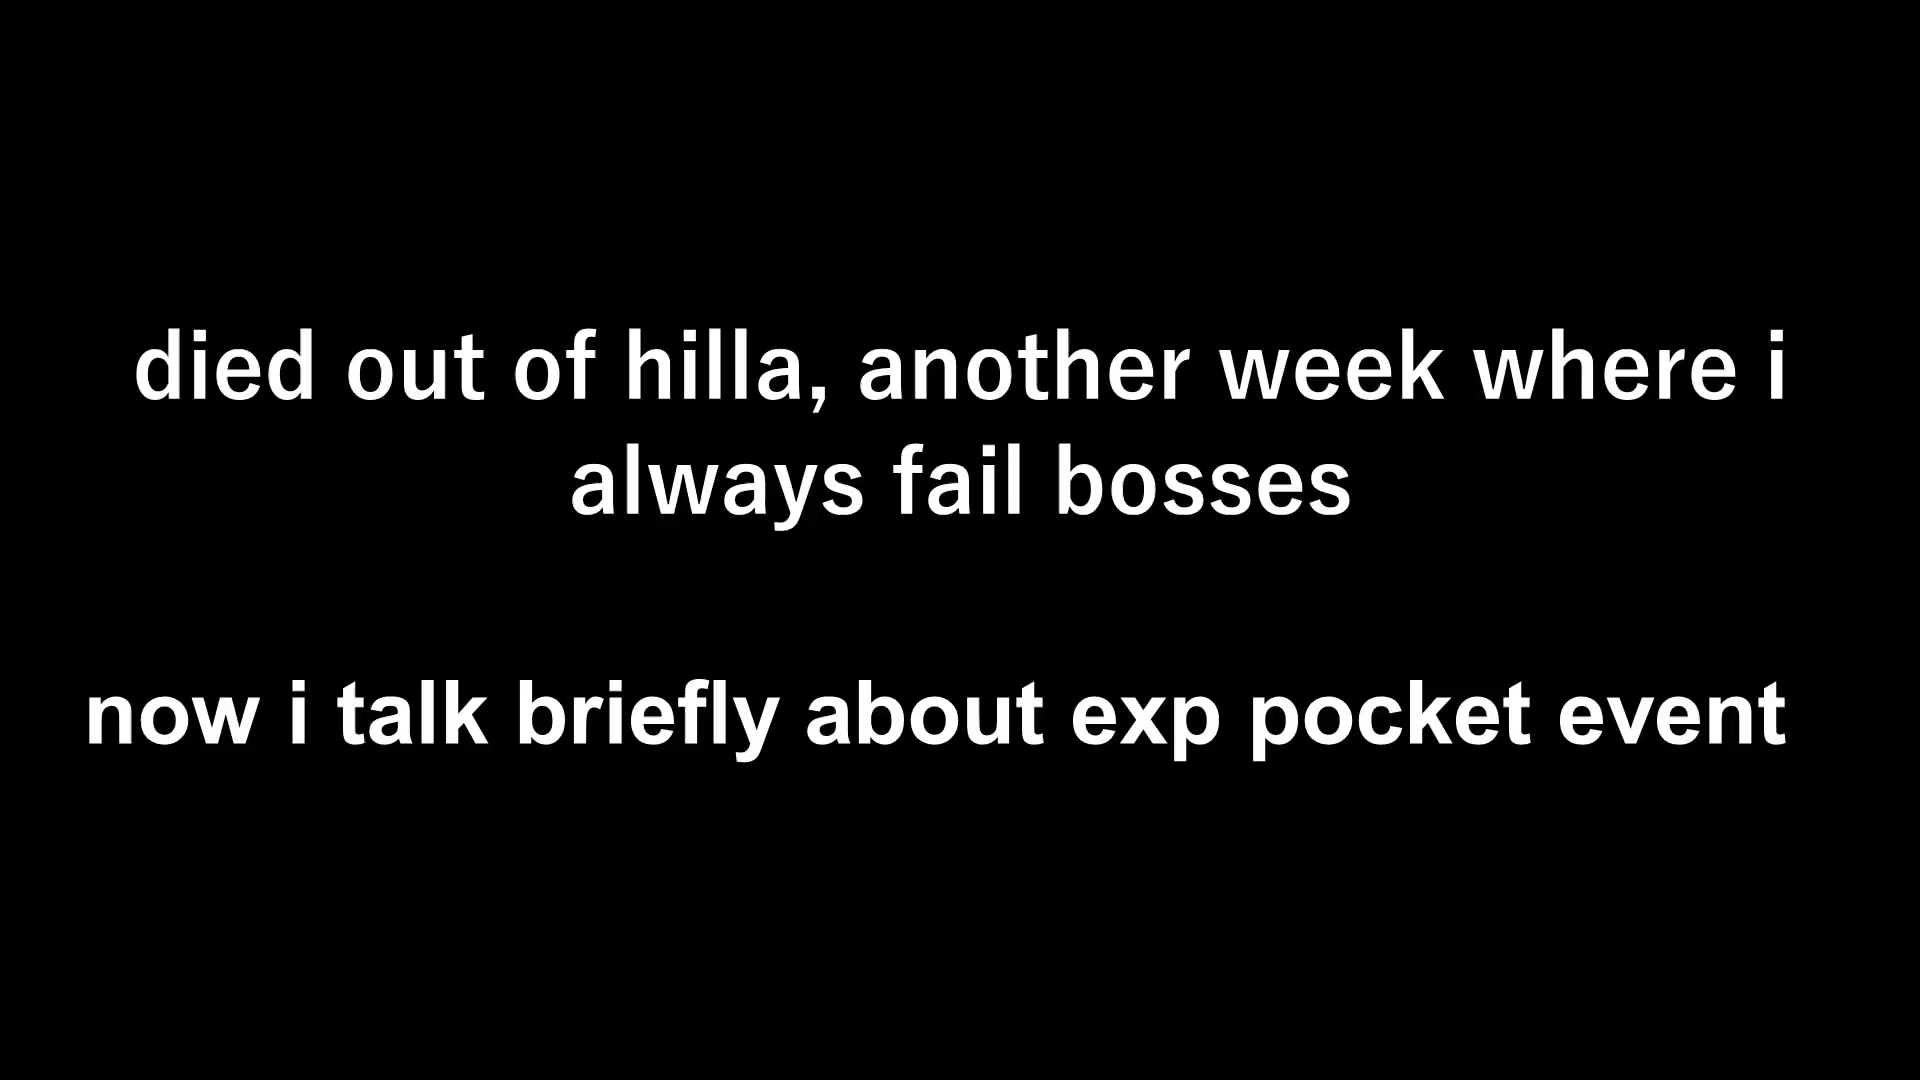 died out of hilla, another week where i
always fail bosses
now i talk briefly about exp pocket event